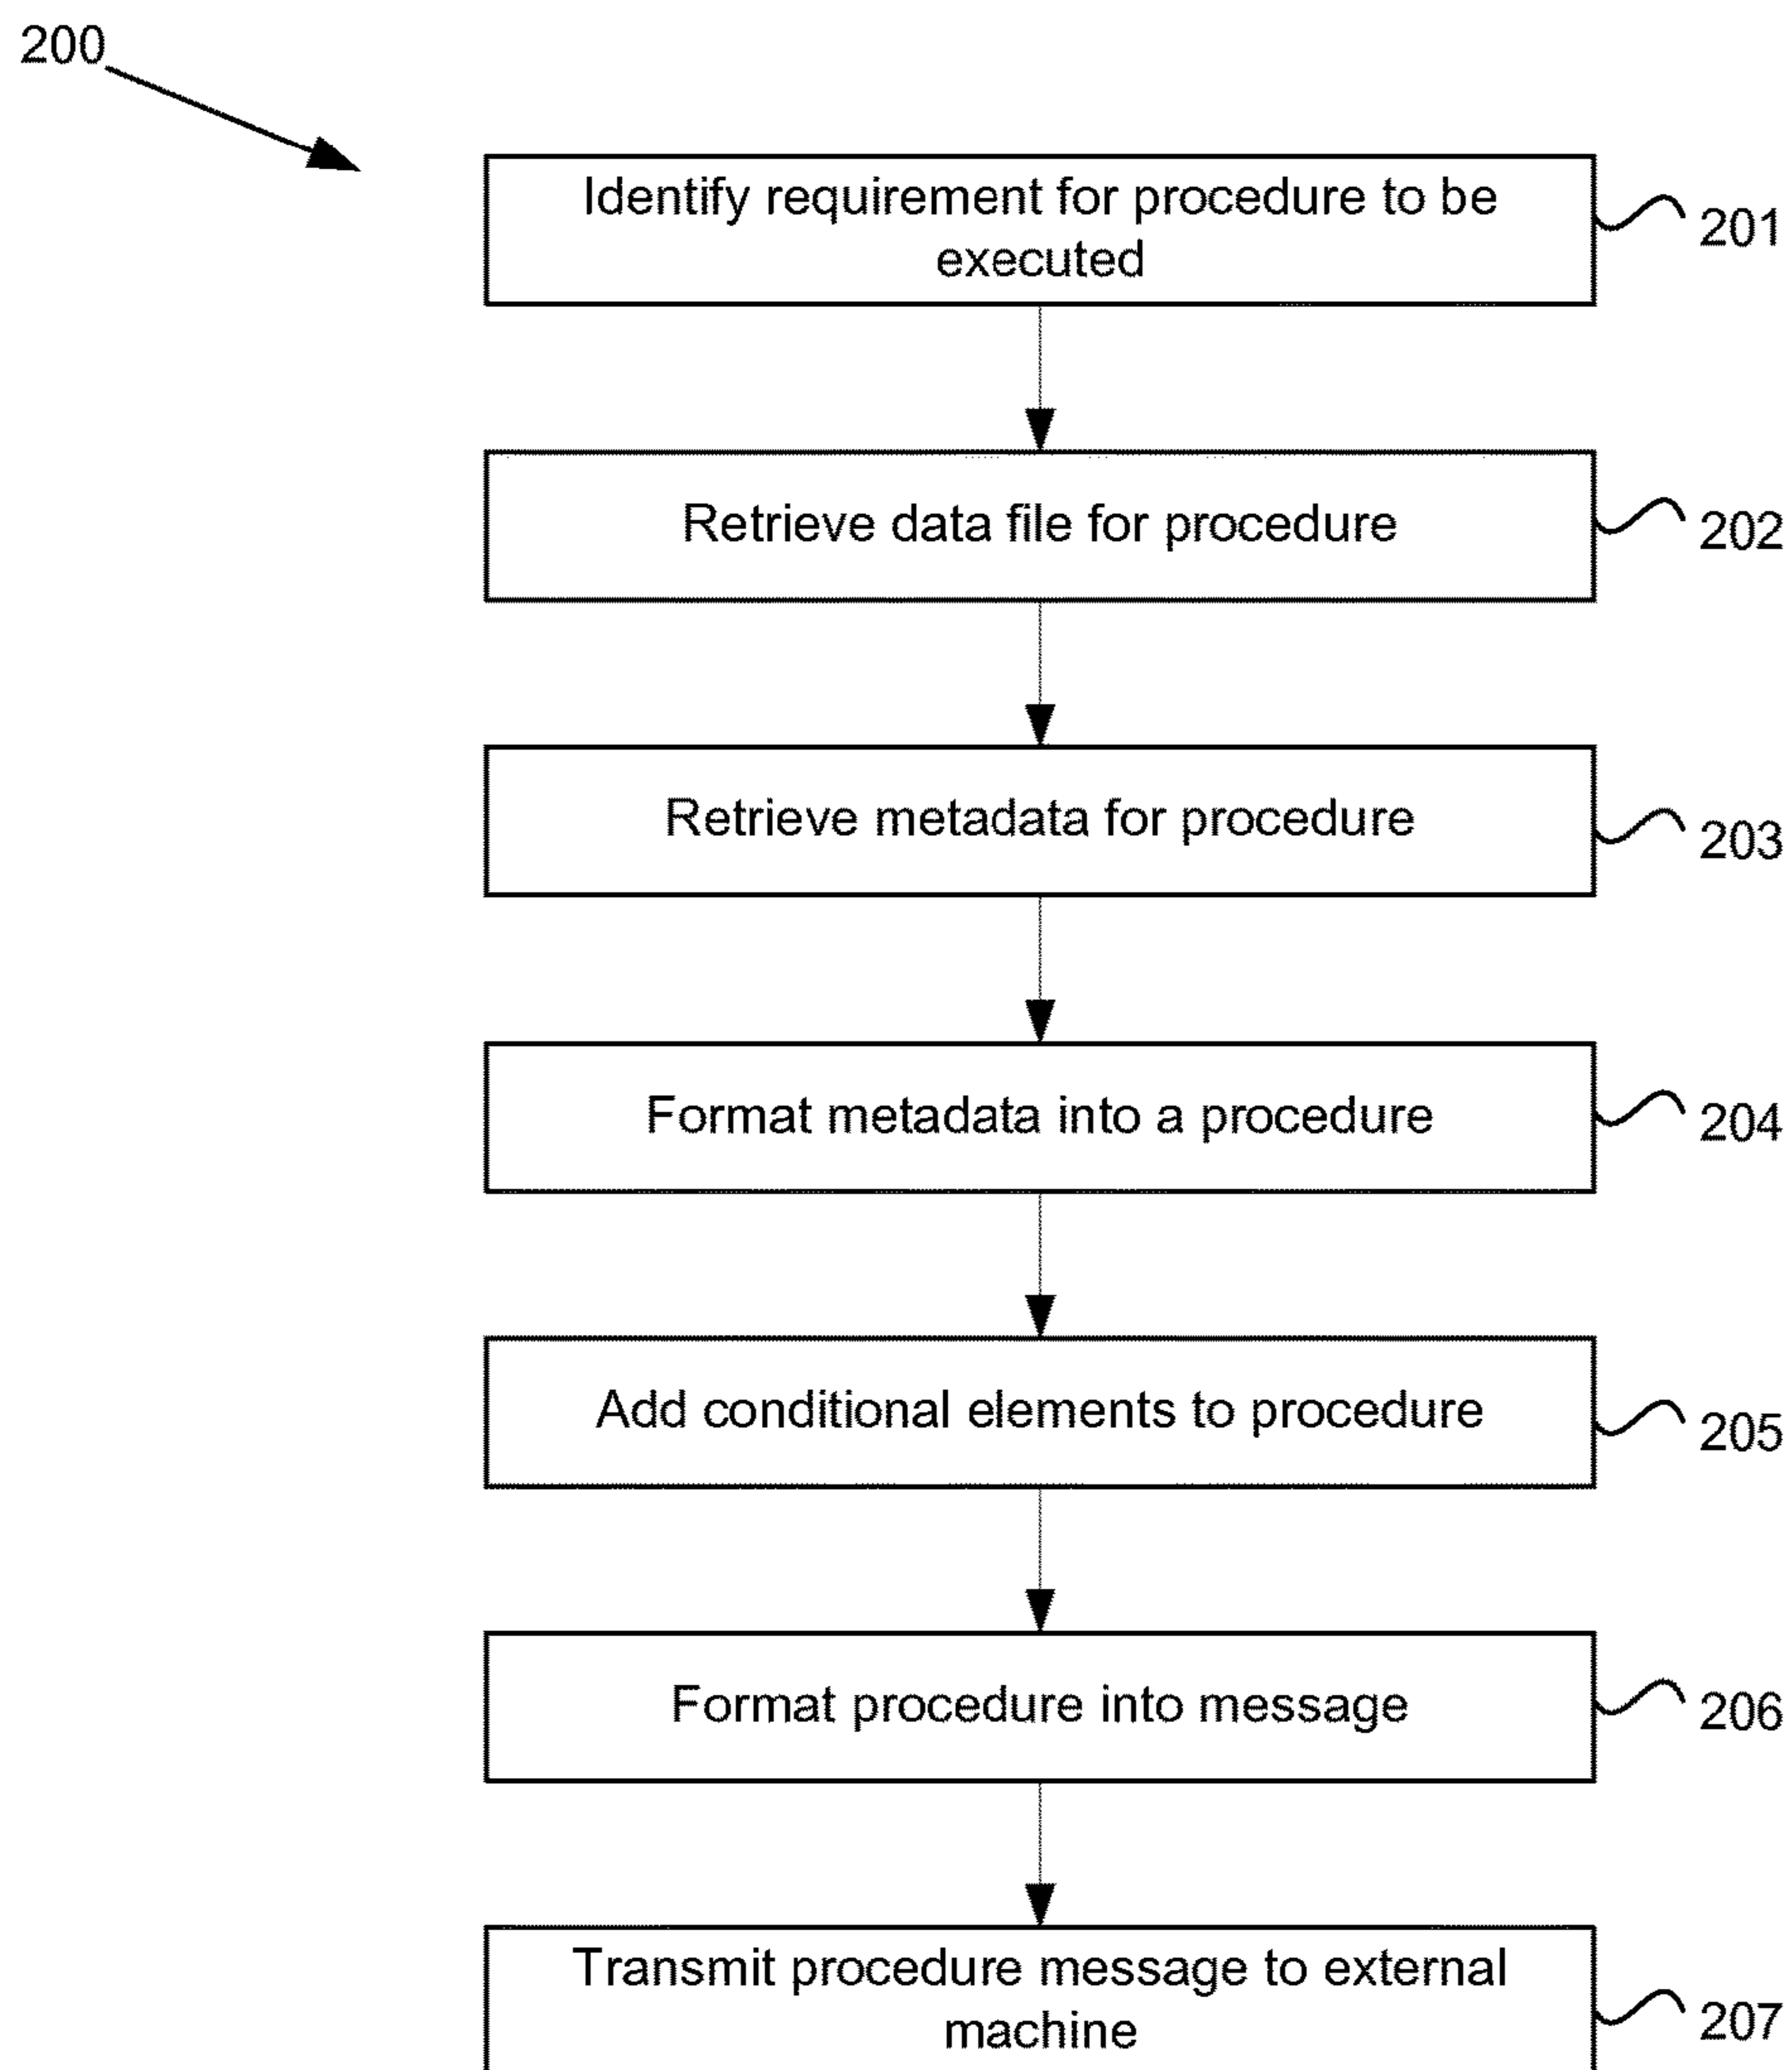 200
Identify requirement for procedure to be
executed
201
Retrieve data file for procedure
202
Retrieve metadata for procedure
203
Format metadata into a procedure
204
Add conditional elements to procedure
205
Format procedure into message
206
Transmit procedure message to external
machine
207